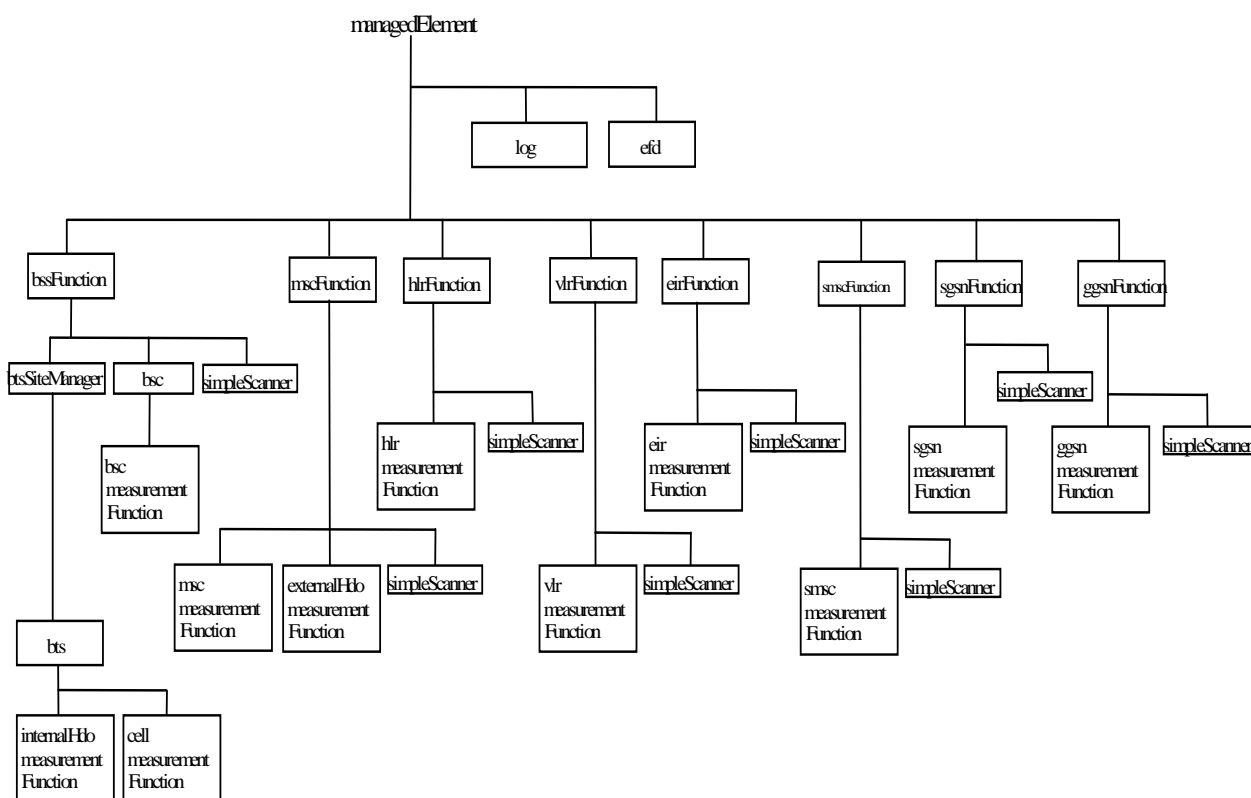 managedElement
log
efd
bssFunction
mscFunction
hlrFunction
vlrFunction
eirFunction
smscFunction
sgsnFunction
ggsnFunction
btsSiteManager
bsc
simpleScanner
simpleScanner
simpleScanner
hlr
measurement
Function
simpleScanner
eir
measurement
Function
simpleScanner
sgsn
measurement
Function
ggsn
measurement
Function
bsc
measurement
Function
msc
measurement
Function
externalHdo
measurement
Function
simpleScanner
vlr
measurement
Function
simpleScanner
smsc
measurement
Function
simpleScanner
bts
internalHdo
measurement
Function
cell
measurement
Function